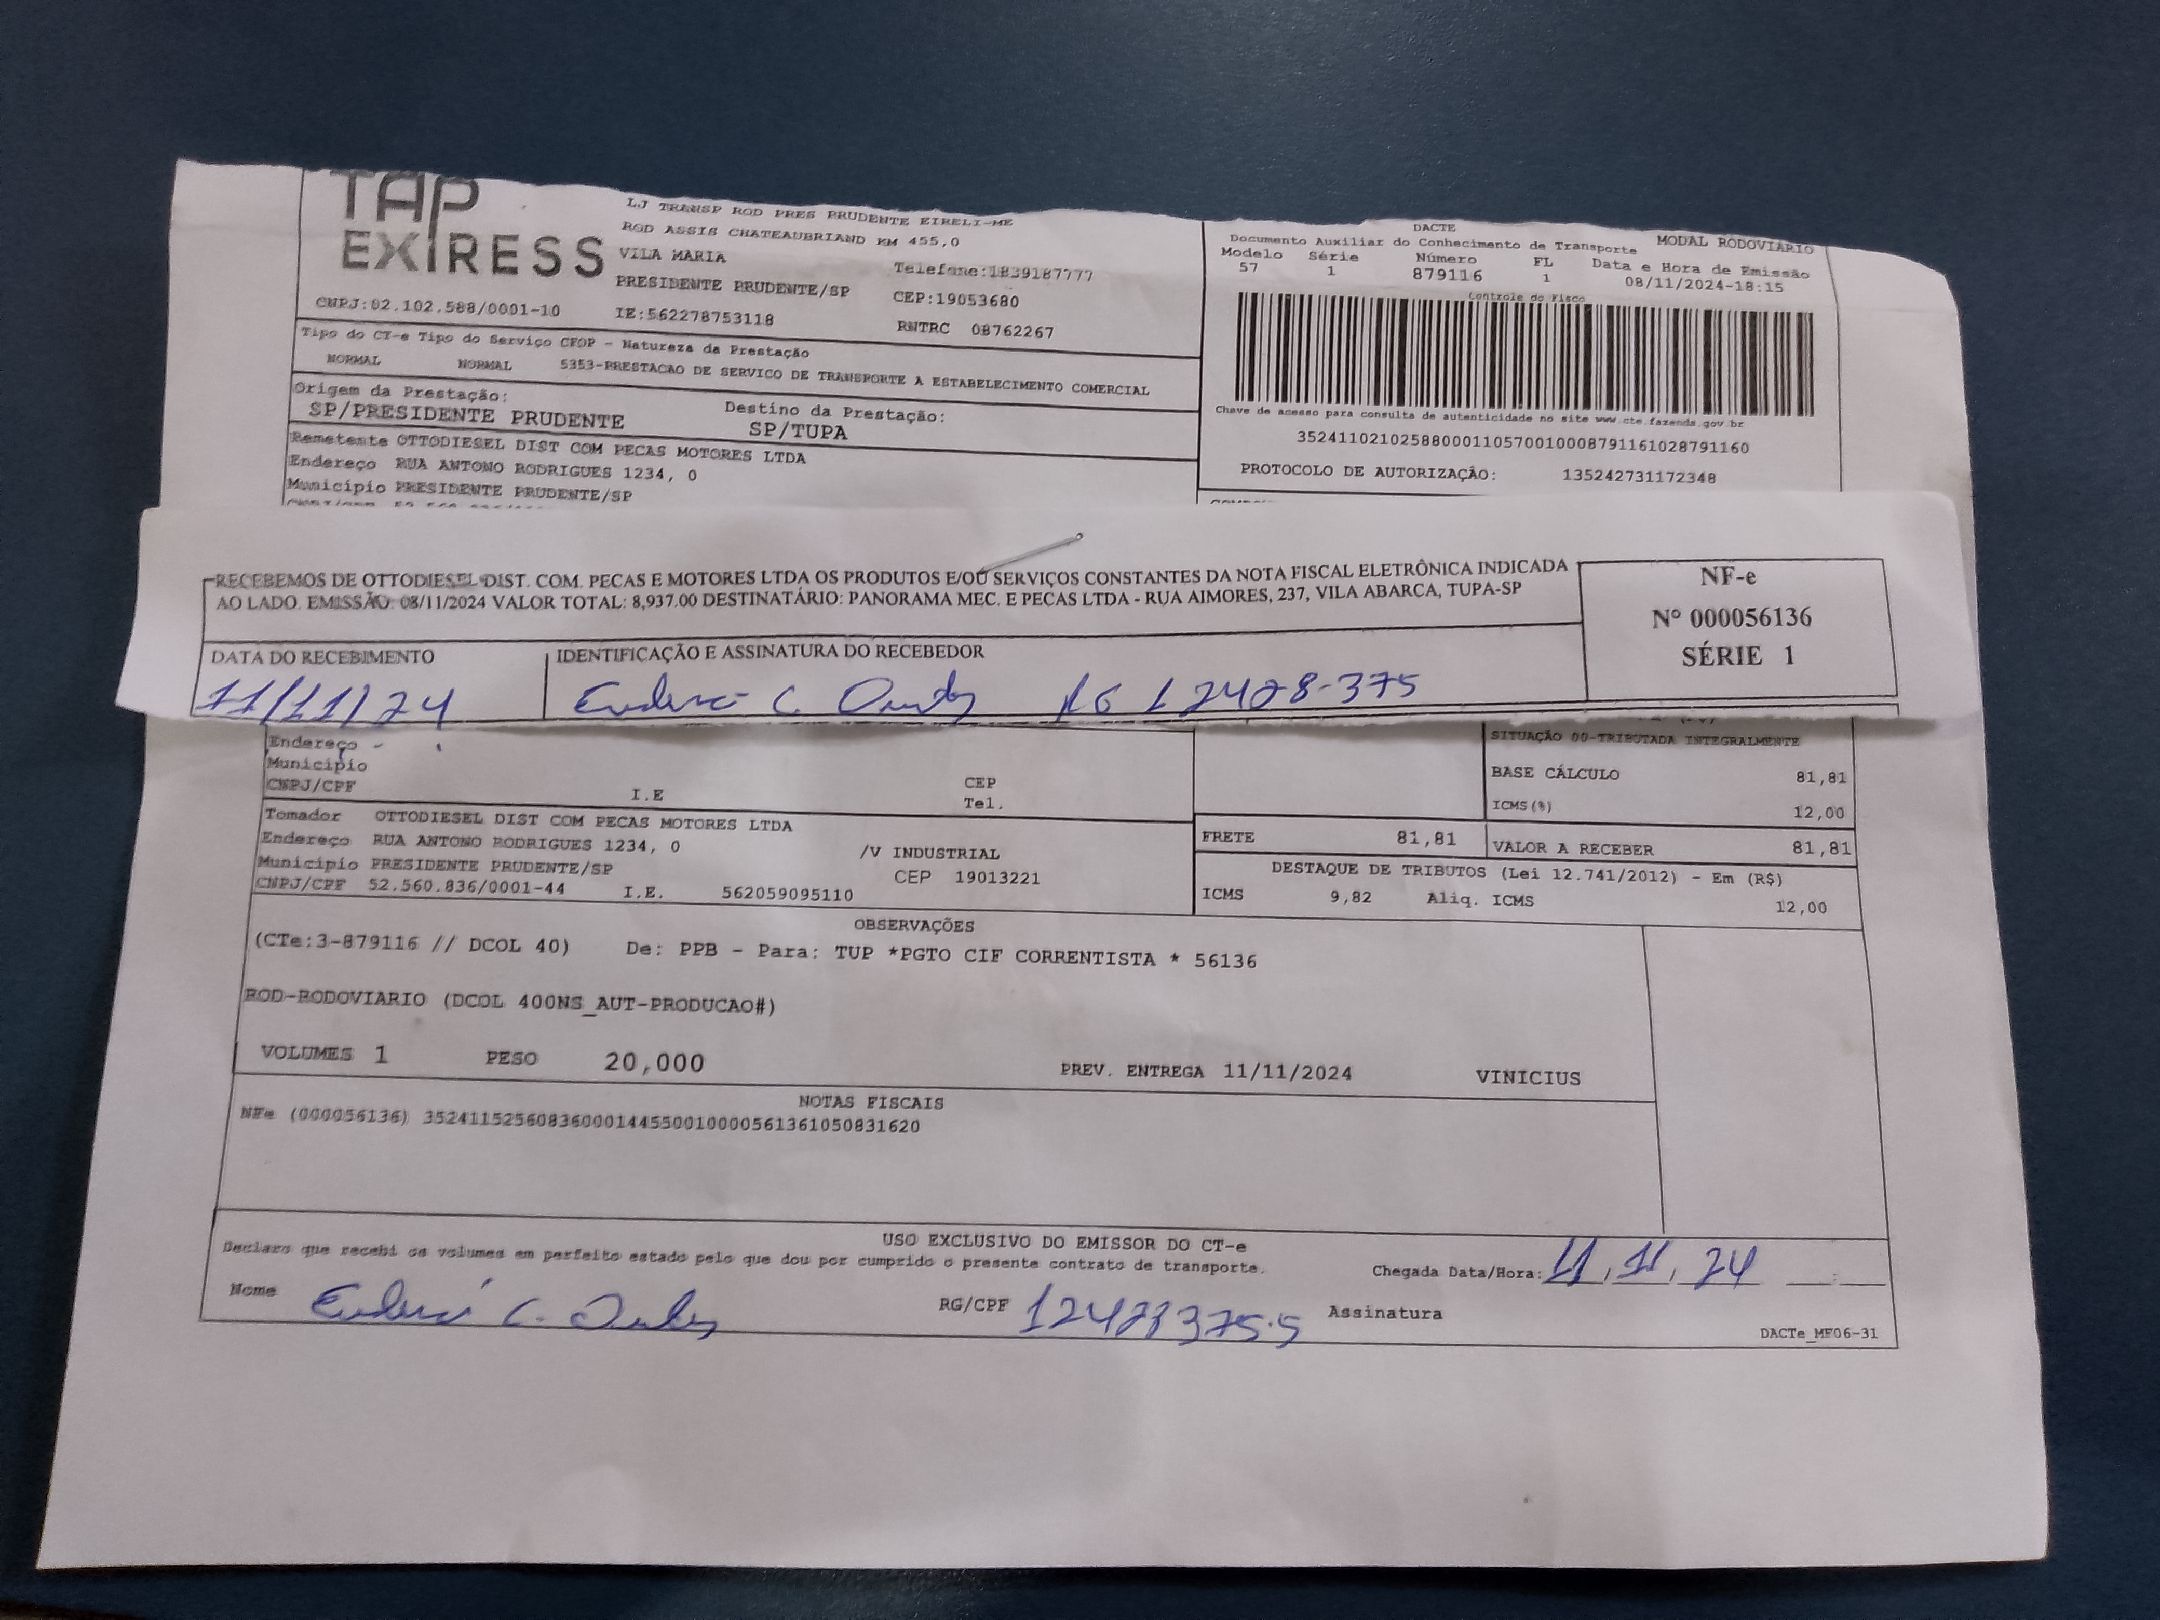 TAP
EXIRESS
LJ TRANSP ROD PRES PRUDENTE EIRELI-ME
ROD ASSIS CHATEAUBRIAND KM 455,0
VILA MARIA
Telefone:1839187777
PRESIDENTE PRUDENTE/SP
CEP:19053680
CNPJ:02.102.588/0001-10
IE:562278753118
RNTRC 08762267
DACTE
Documento Auxiliar do Conhecimento de Transporte MODAL RODOVIARIO
Modelo Série Número FL Data e Hora de Emissão
57 1 879116 1 08/11/2024-18:15
Controle do Fisco
Chave de acesso para consulta de autenticidade no site www.cte.fazenda.gov.br
35241102102588000110570010008791161028791160
PROTOCOLO DE AUTORIZAÇÃO: 135242731172348
Tipo do CT-e Tipo do Serviço CFOP - Natureza da Prestação
NORMAL NORMAL 5353-PRESTACAO DE SERVICO DE TRANSPORTE A ESTABELECIMENTO COMERCIAL
Origem da Prestação: Destino da Prestação:
SP/PRESIDENTE PRUDENTE SP/TUPA
Remetente OTTODIESEL DIST COM PECAS MOTORES LTDA
Endereço RUA ANTONO RODRIGUES 1234, 0
Município PRESIDENTE PRUDENTE/SP
RECEBEMOS DE OTTODIESEL DIST. COM. PECAS E MOTORES LTDA OS PRODUTOS E/OU SERVIÇOS CONSTANTES DA NOTA FISCAL ELETRÔNICA INDICADA
AO LADO. EMISSÃO: 08/11/2024 VALOR TOTAL: 8,937.00 DESTINATÁRIO: PANORAMA MEC. E PECAS LTDA - RUA AIMORES, 237, VILA ABARCA, TUPA-SP
NF-e
Nº 000056136
SÉRIE 1
DATA DO RECEBIMENTO IDENTIFICAÇÃO E ASSINATURA DO RECEBEDOR
11/11/24 C. RG 12428-375
Endereço
Município
CNPJ/CPF I.E CEP
Tel.
SITUAÇÃO 00-TRIBUTADA INTEGRALMENTE
BASE CÁLCULO 81,81
ICMS(%) 12,00
Tomador OTTODIESEL DIST COM PECAS MOTORES LTDA
Endereço RUA ANTONO RODRIGUES 1234, 0 /V INDUSTRIAL
Município PRESIDENTE PRUDENTE/SP CEP 19013221
CNPJ/CPF 52.560.836/0001-44 I.E. 562059095110
FRETE 81,81 VALOR A RECEBER 81,81
DESTAQUE DE TRIBUTOS (Lei 12.741/2012) - Em (R$)
ICMS 9,82 Aliq. ICMS 12,00
OBSERVAÇÕES
(CTe:3-879116 // DCOL 40) De: PPB - Para: TUP *PGTO CIF CORRENTISTA * 56136
ROD-RODOVIARIO (DCOL 400NS_AUT-PRODUCAO#)
VOLUMES 1 PESO 20,000 PREV. ENTREGA 11/11/2024 VINICIUS
NOTAS FISCAIS
NFe (000056136) 35241152560836000144550010000561361050831620
USO EXCLUSIVO DO EMISSOR DO CT-e
Declaro que recebi os volumes em perfeito estado pelo que dou por cumprido o presente contrato de transporte.
Chegada Data/Hora: 11, 11, 24 __:__
Nome C. RG/CPF 12428375.5 Assinatura
DACTe_MF06-31